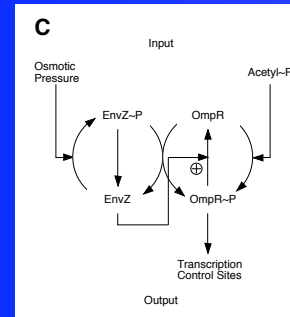 C
Input
Osmotic
Pressure
Acetyl~P
EnvZ~P
OmpR
⊕
EnvZ
OmpR~P
Transcription
Control Sites
Output